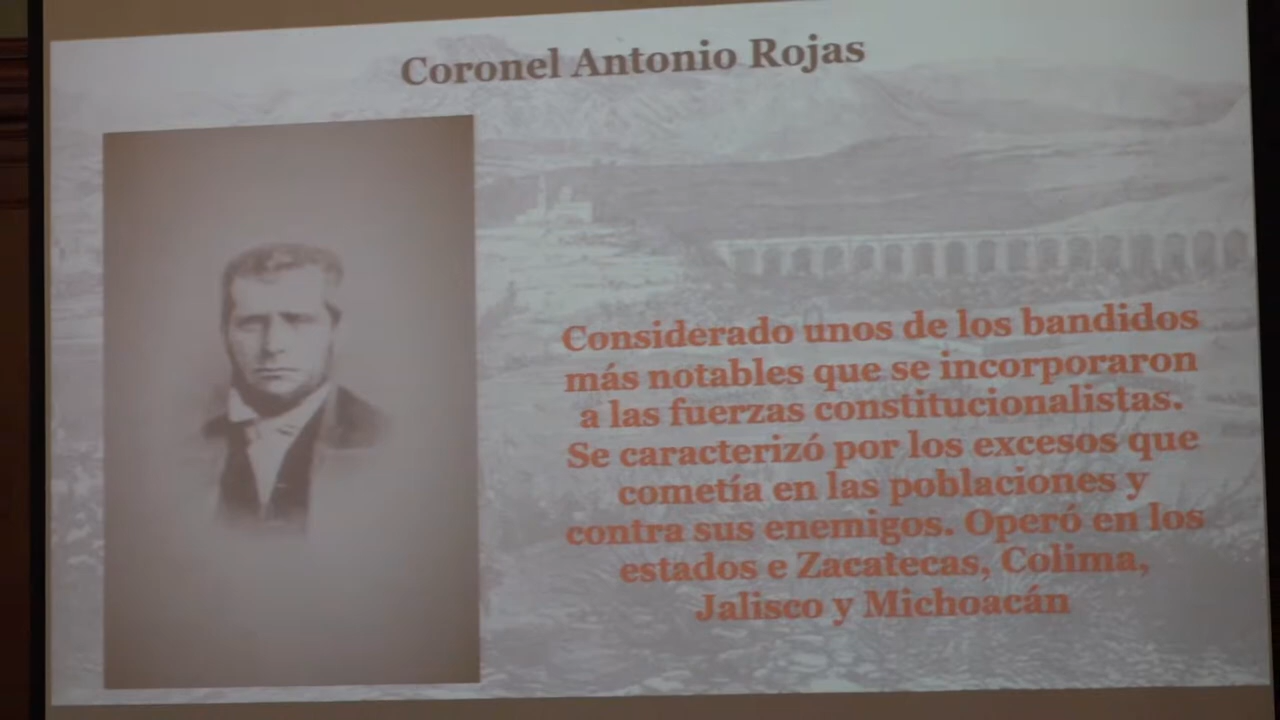 Coronel Antonio Rojas
Considerado unos de los bandidos
más notables que se incorporaron
a las fuerzas constitucionalistas.
Se caracterizó por los excesos que
cometía en las poblaciones y
contra sus enemigos. Operó en los
estados e Zacatecas, Colima,
Jalisco y Michoacán